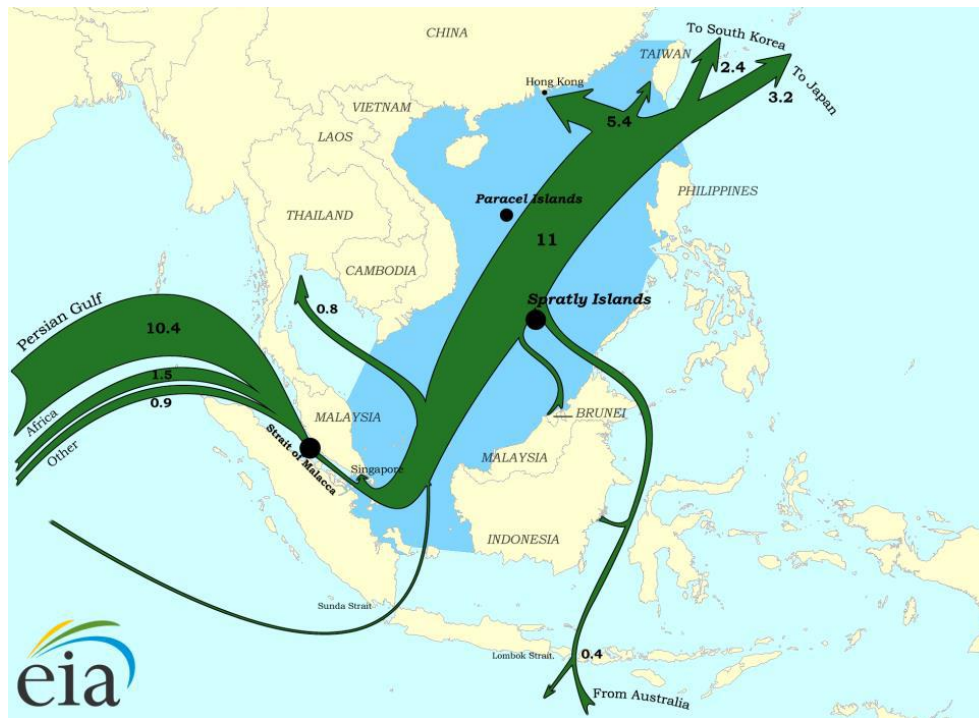 CHINA
To South Korea
TAIWAN
2.4
To Japan
Hong Kong
3.2
VIETNAM
5.4
LAOS
Paracel Islands
PHILIPPINES
THAILAND
11
CAMBODIA
Spratly Islands
0.8
Persian Gulf
10.4
1.5
0.9
Africa
Other
MALAYSIA
BRUNEI
Strait of Malacca
Singapore
MALAYSIA
INDONESIA
Sunda Strait
Lombok Strait.
0.4
From Australia
eia